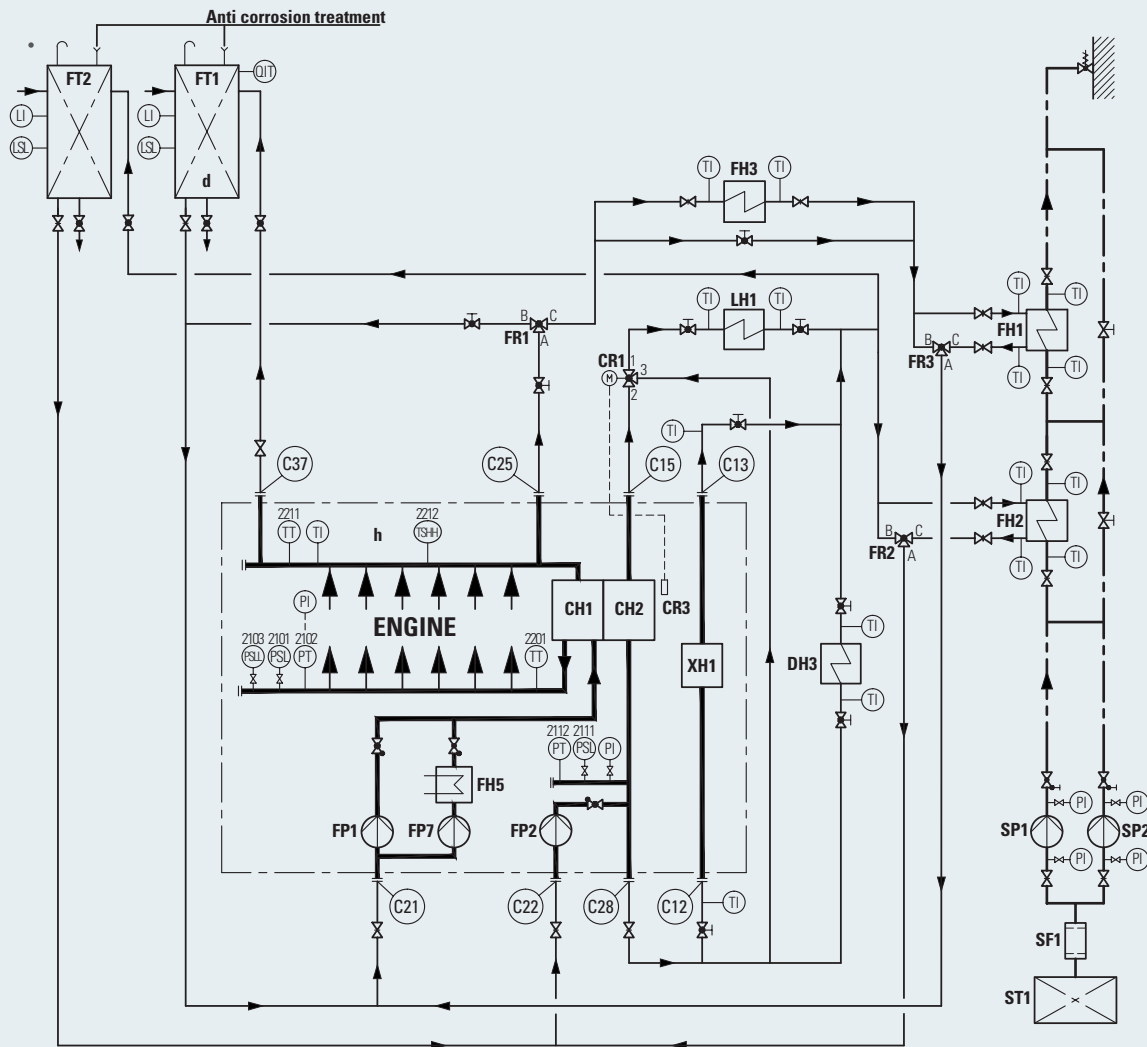 Anti corrosion treatment
FT2
FT1
QIT
LI
LI
LSL
LSL
d
TI
FH3
TI
TI
LH1
TI
TI
TI
FH1
B
C
FR1
A
CR1
1
M
3
2
B
C
FR3
A
TI
TI
TI
C37
C25
C15
C13
TI
TI
2211
TT
TI
h
2212
TSHH
FH2
B
C
FR2
A
TI
TI
PI
CH1
CH2
CR3
ENGINE
2103
PSLL
2101
PSL
2102
PT
2201
TT
XH1
DH3
TI
TI
2112
PT
2111
PSL
PI
FH5
FP1
FP7
FP2
SP1
PI
PI
SP2
PI
PI
C21
C22
C28
C12
TI
SF1
ST1